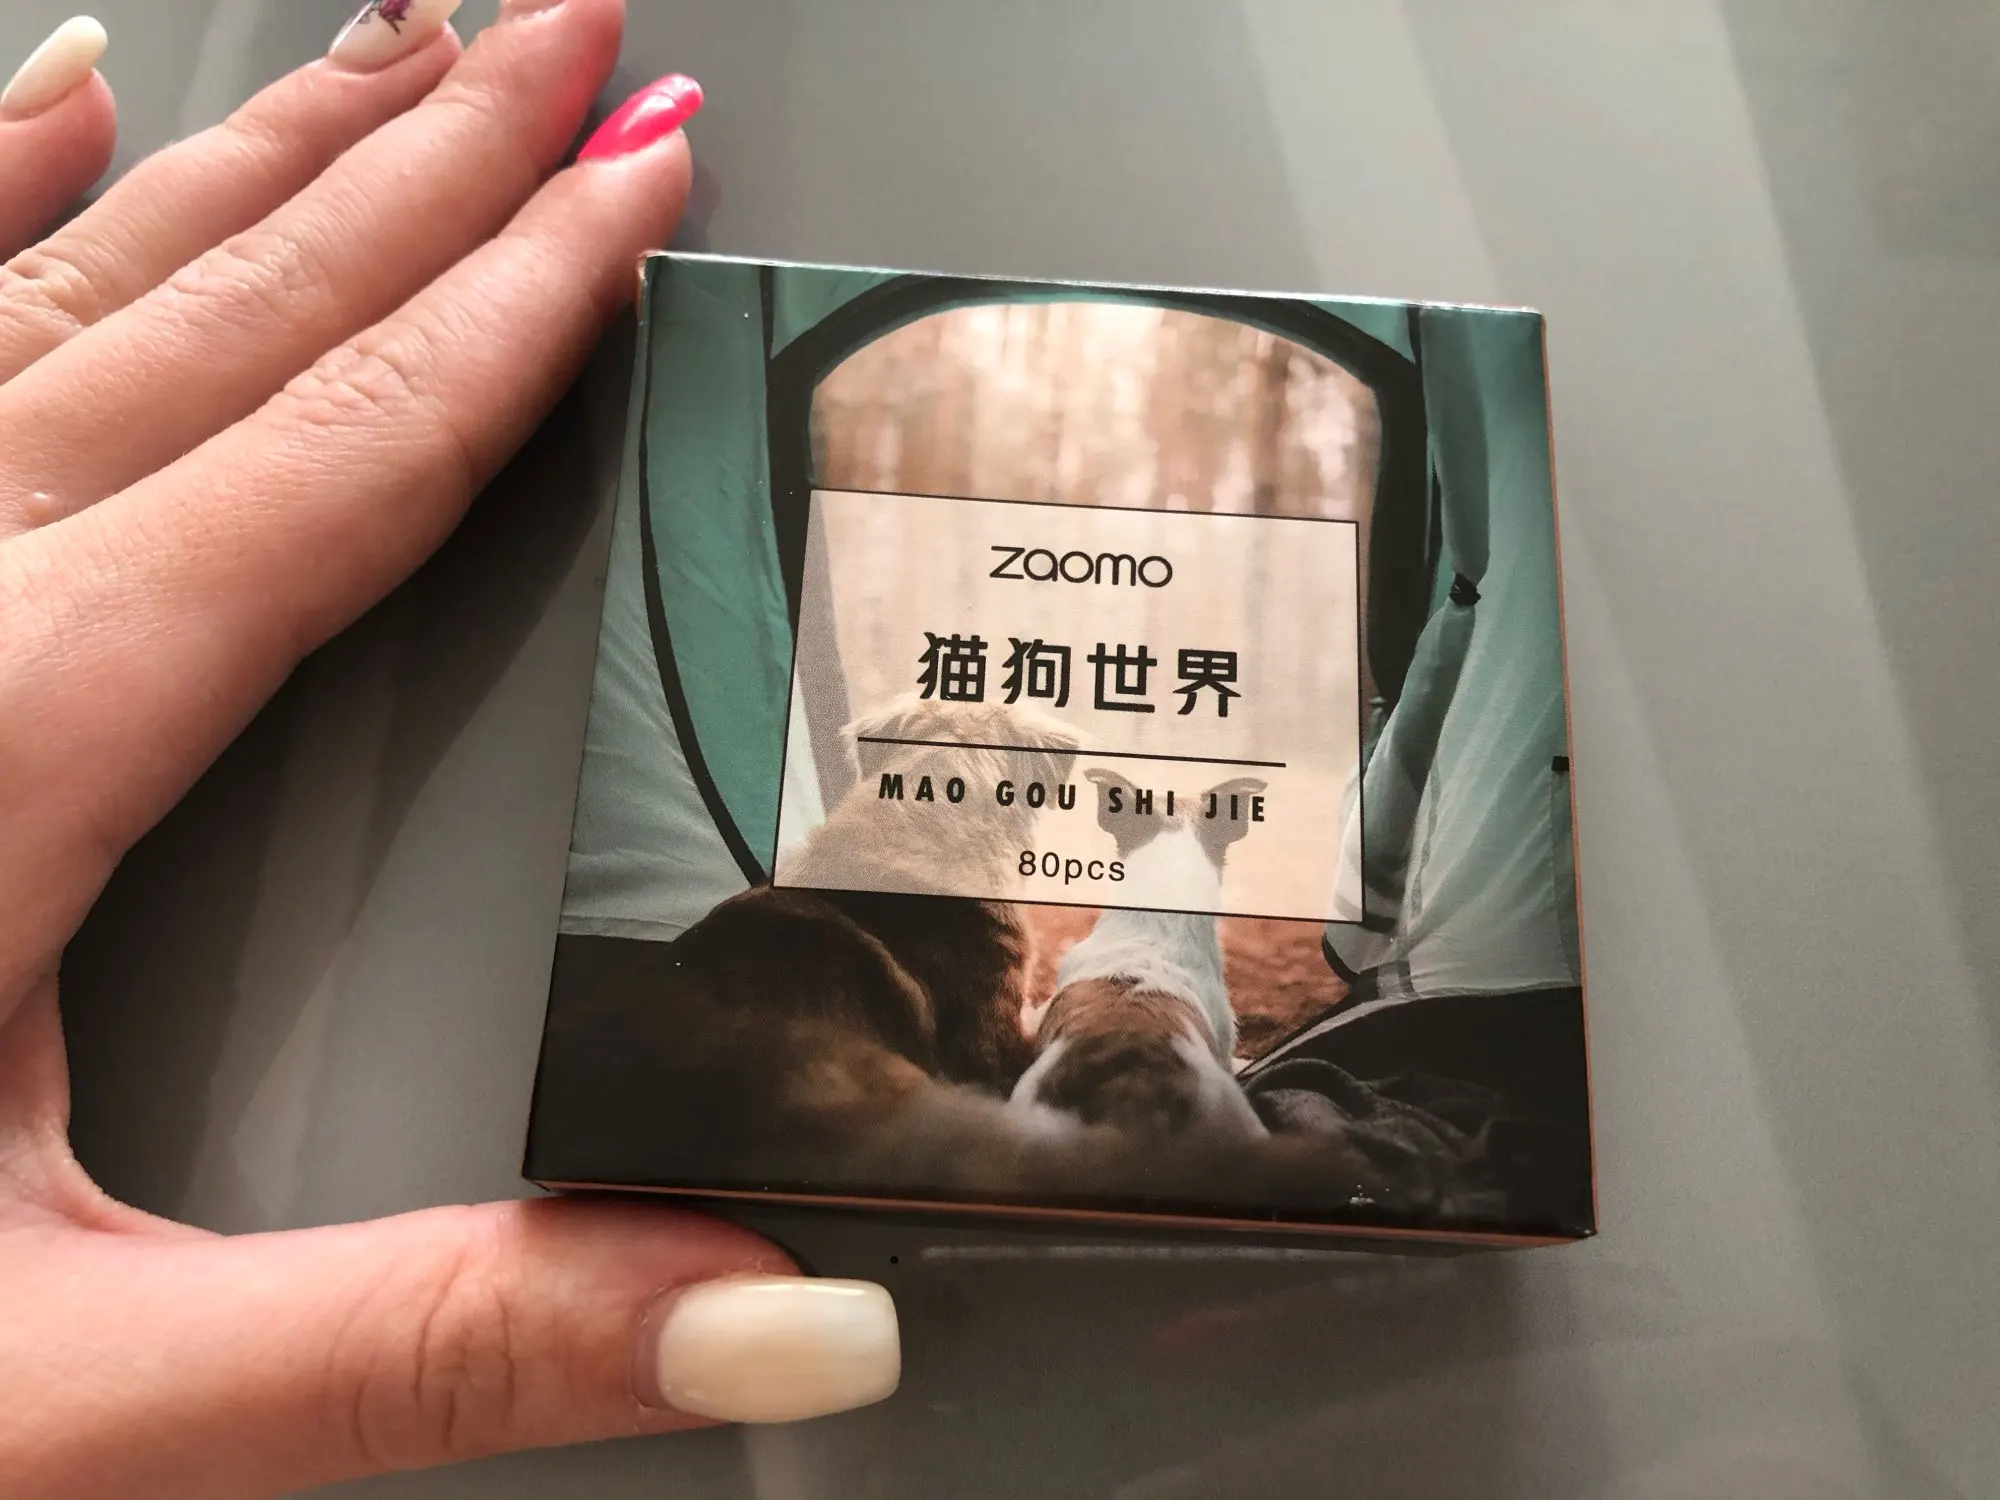 zaomo
猫狗世界
MAO GOU SHI JIE
80pcs